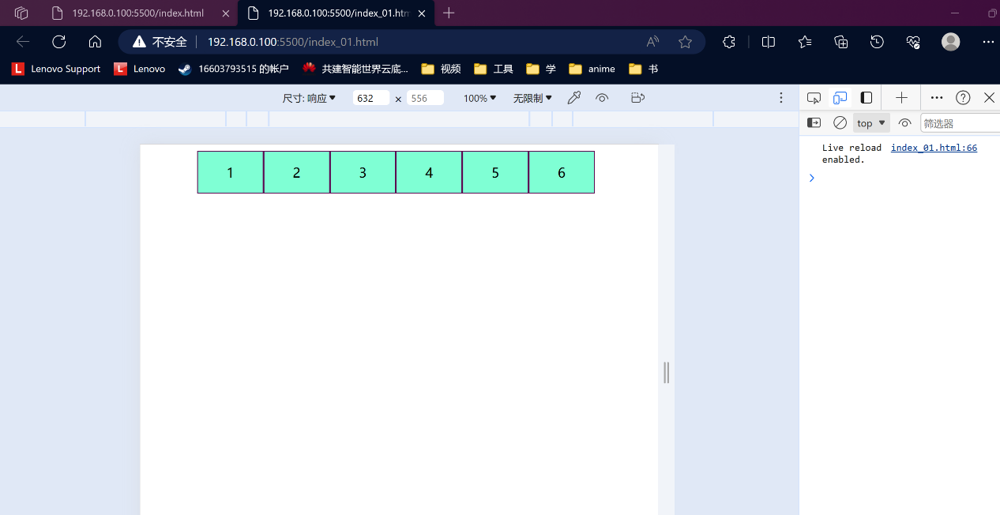 192.168.0.100:5500/index.html
192.168.0.100:5500/index_01.htm
不安全
192.168.0.100:5500/index_01.html
Lenovo Support
Lenovo
16603793515 的帐户
共建智能世界云底...
视频
工具
学
anime
书
尺寸: 响应
632
×
556
100%
无限制
top
筛选器
Live reload enabled.
index_01.html:66
1
2
3
4
5
6